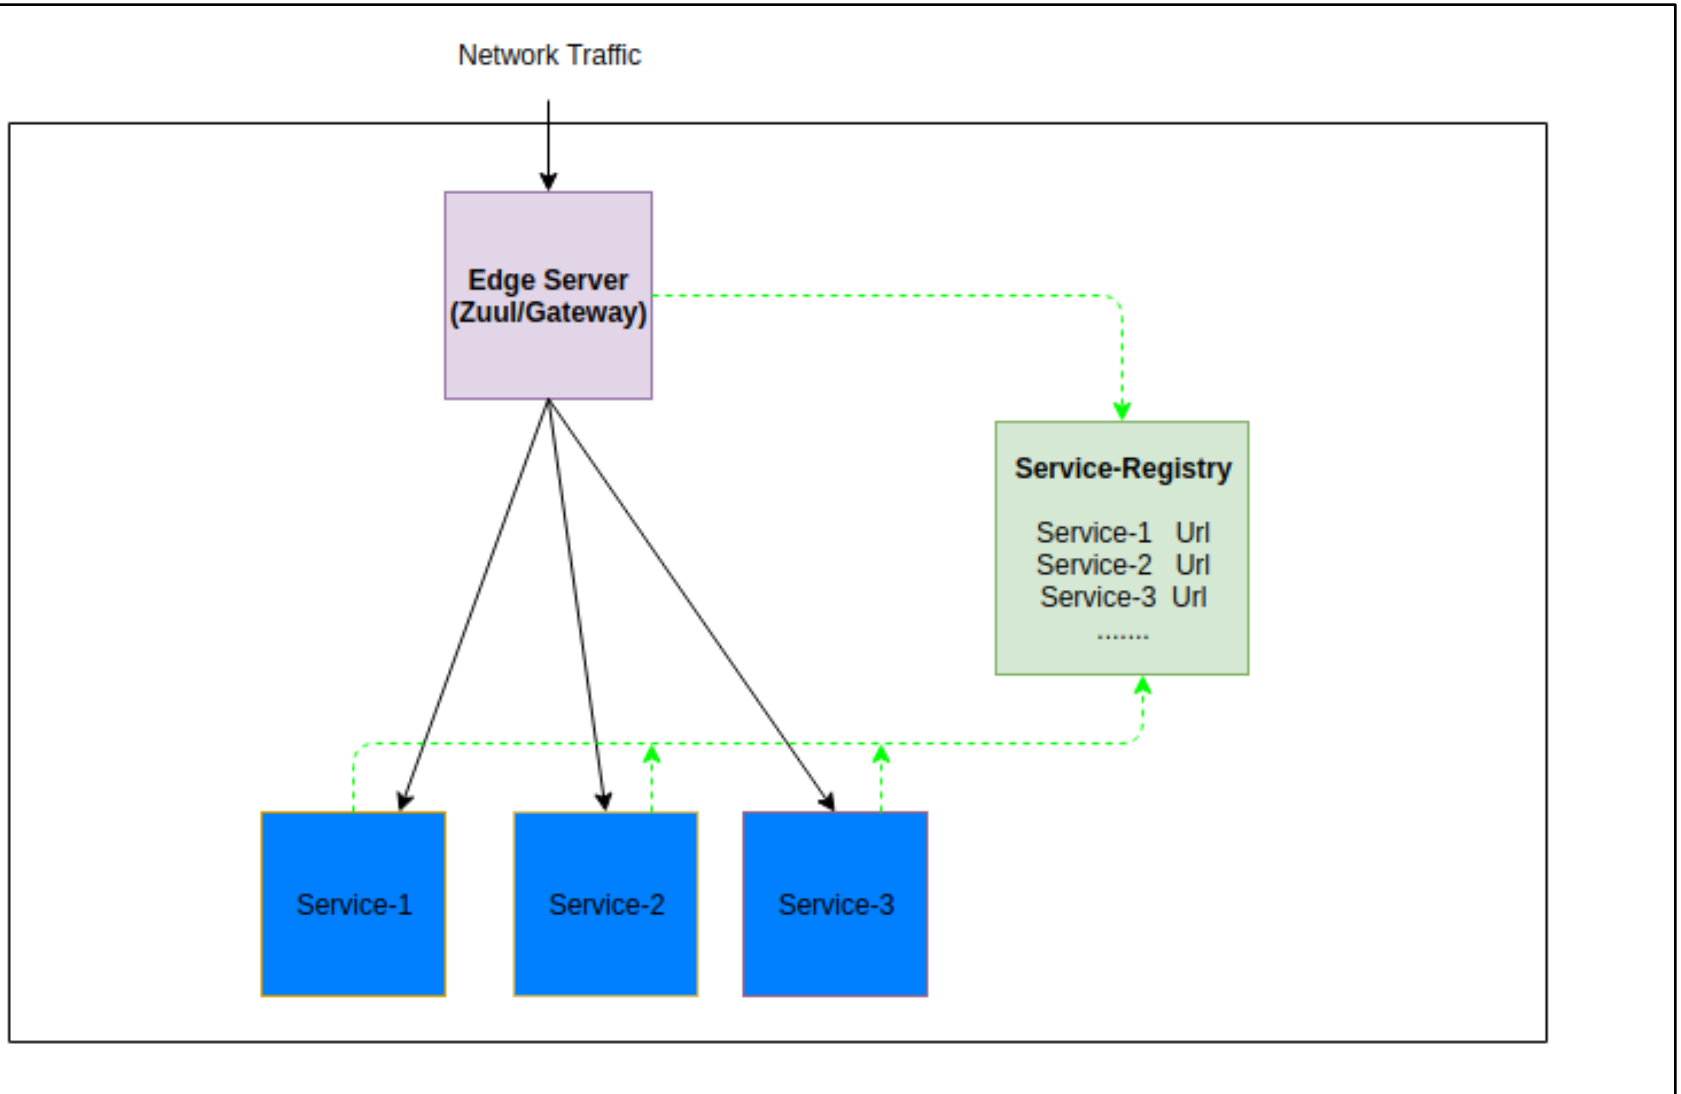 Network Traffic
Edge Server
(Zuul/Gateway)
Service-Registry
Service-1 Url
Service-2 Url
Service-3 Url
.......
Service-1
Service-2
Service-3